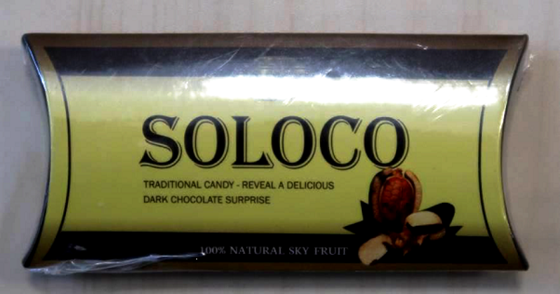 SOLOCO
TRADITIONAL CANDY - REVEAL A DELICIOUS
DARK CHOCOLATE SURPRISE
100% NATURAL SKY FRUIT